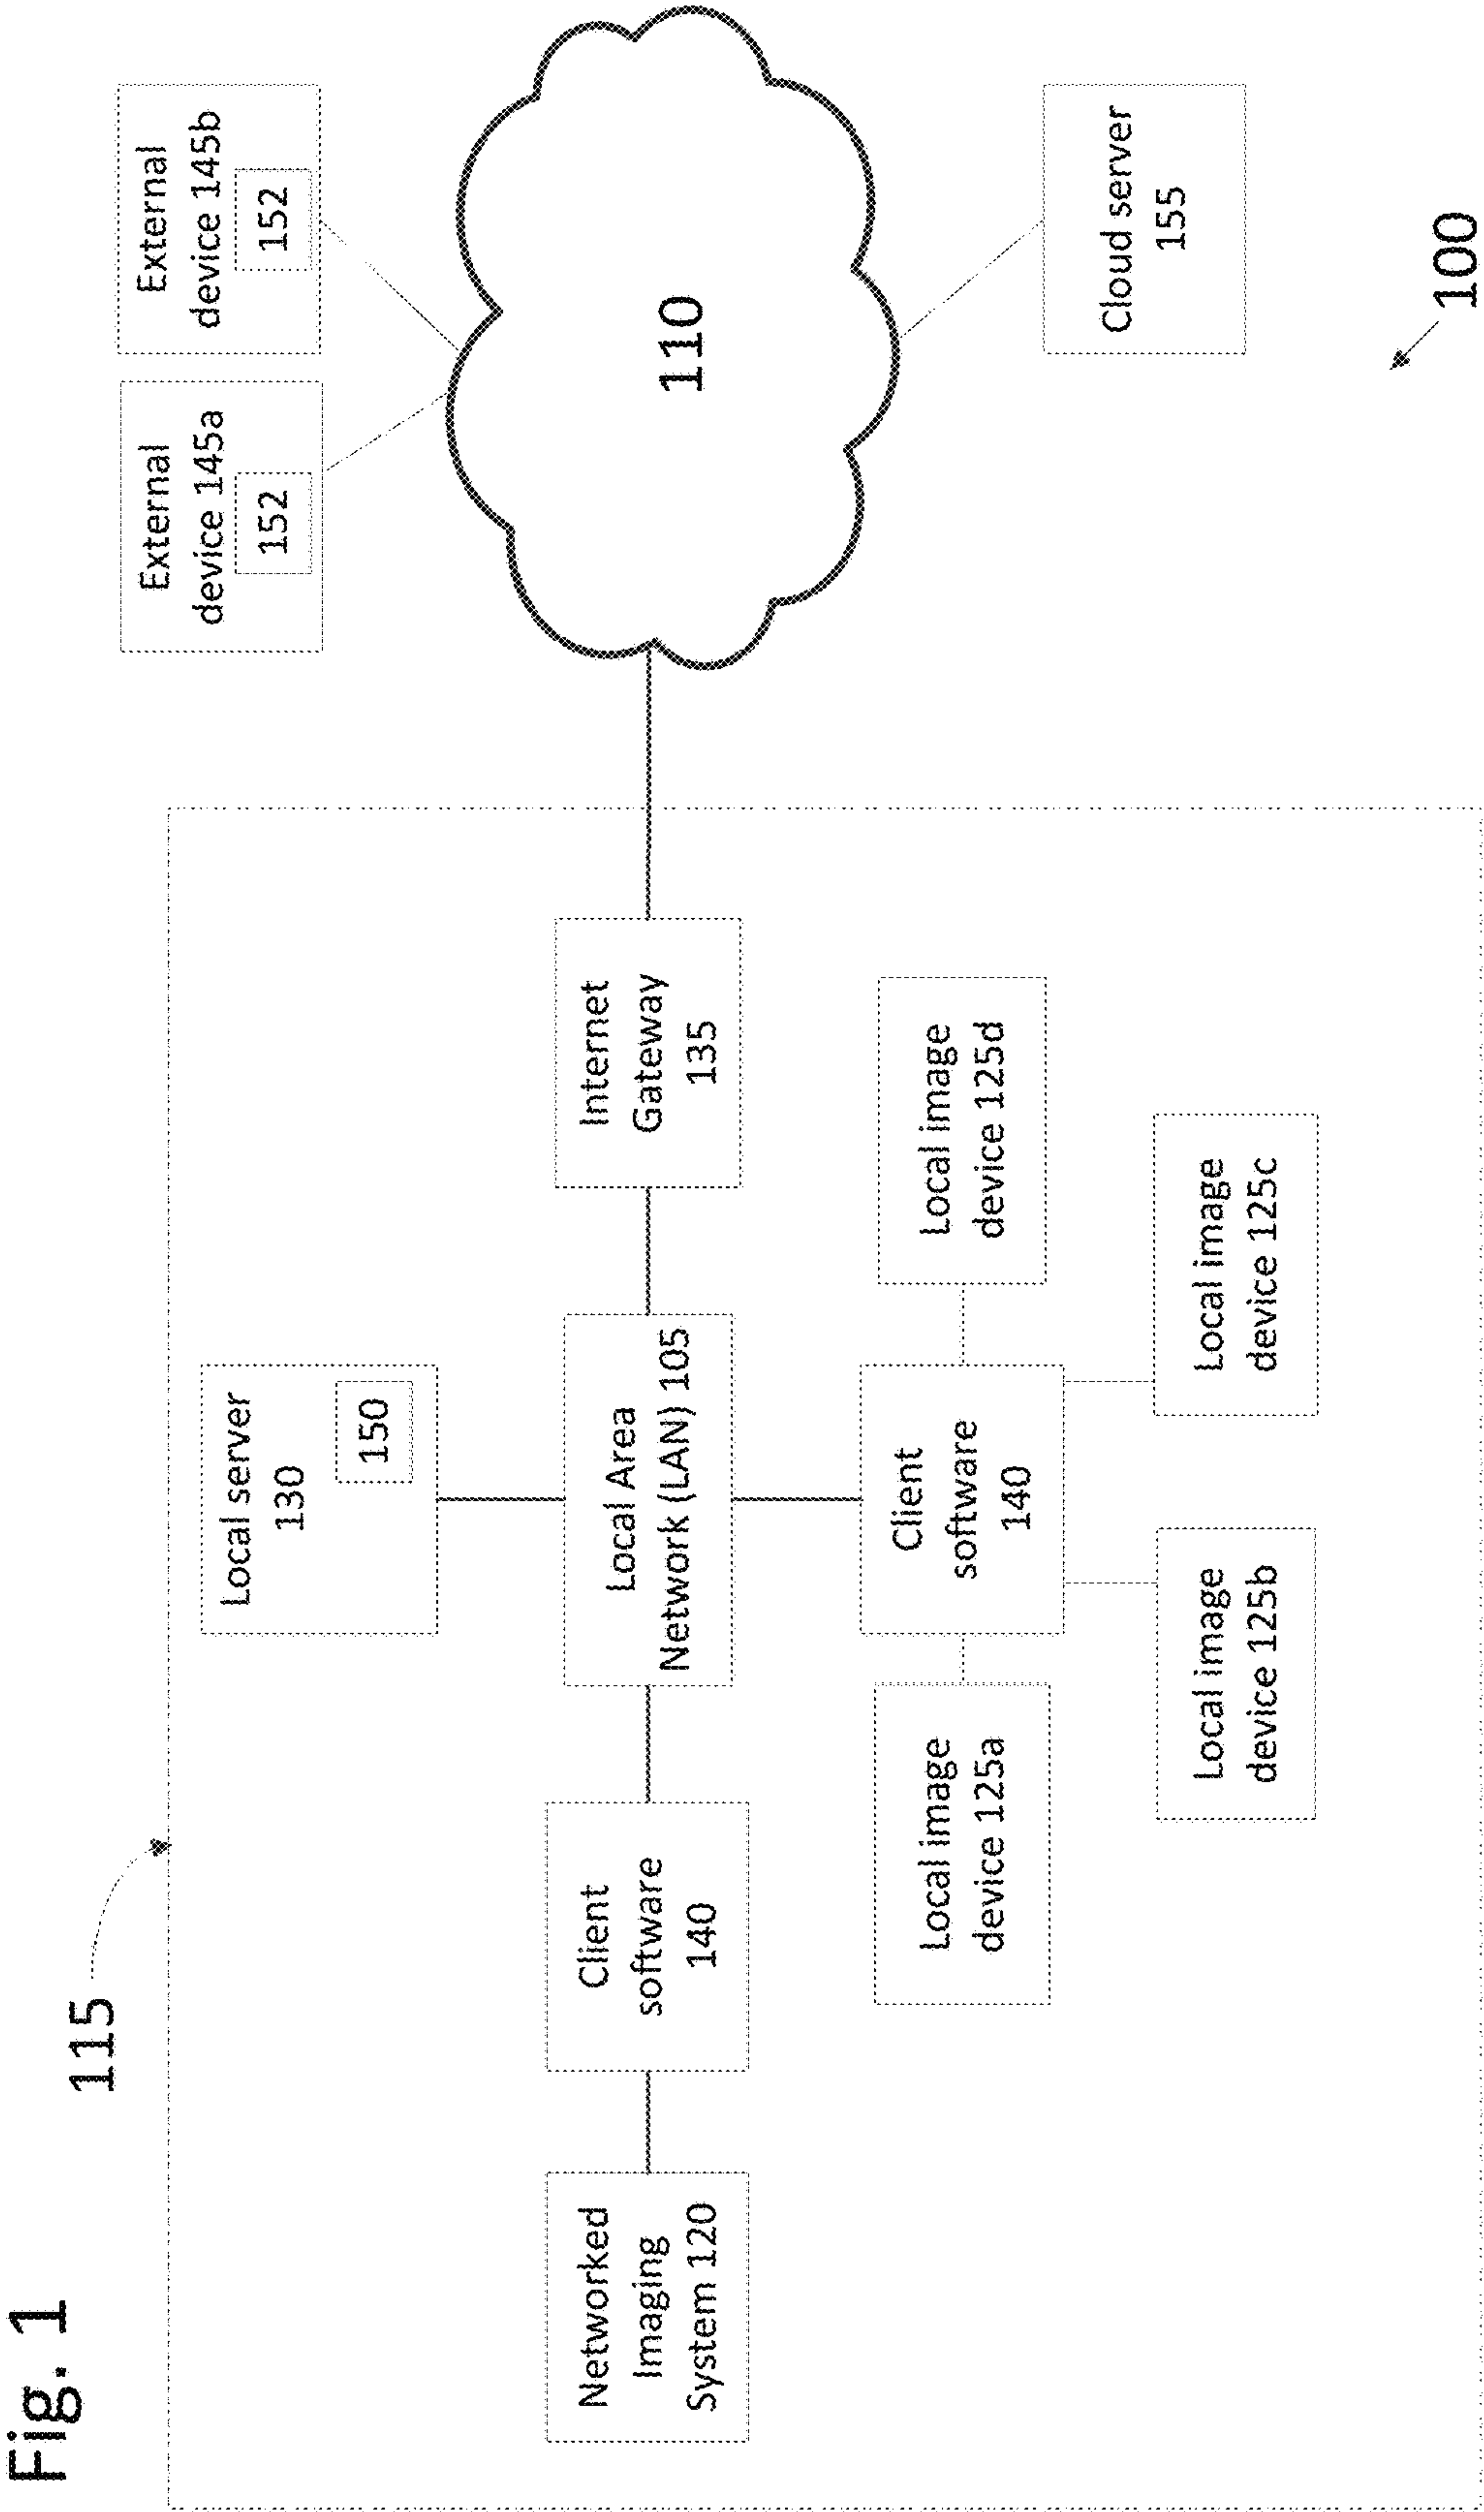 Fig. 1
115
Local server
130
150
Networked
Imaging
System 120
Client
software
140
Local Area
Network (LAN) 105
Internet
Gateway
135
Client
software
140
Local image
device 125a
Local image
device 125b
Local image
device 125c
Local image
device 125d
External
device 145a
152
External
device 145b
152
110
Cloud server
155
100